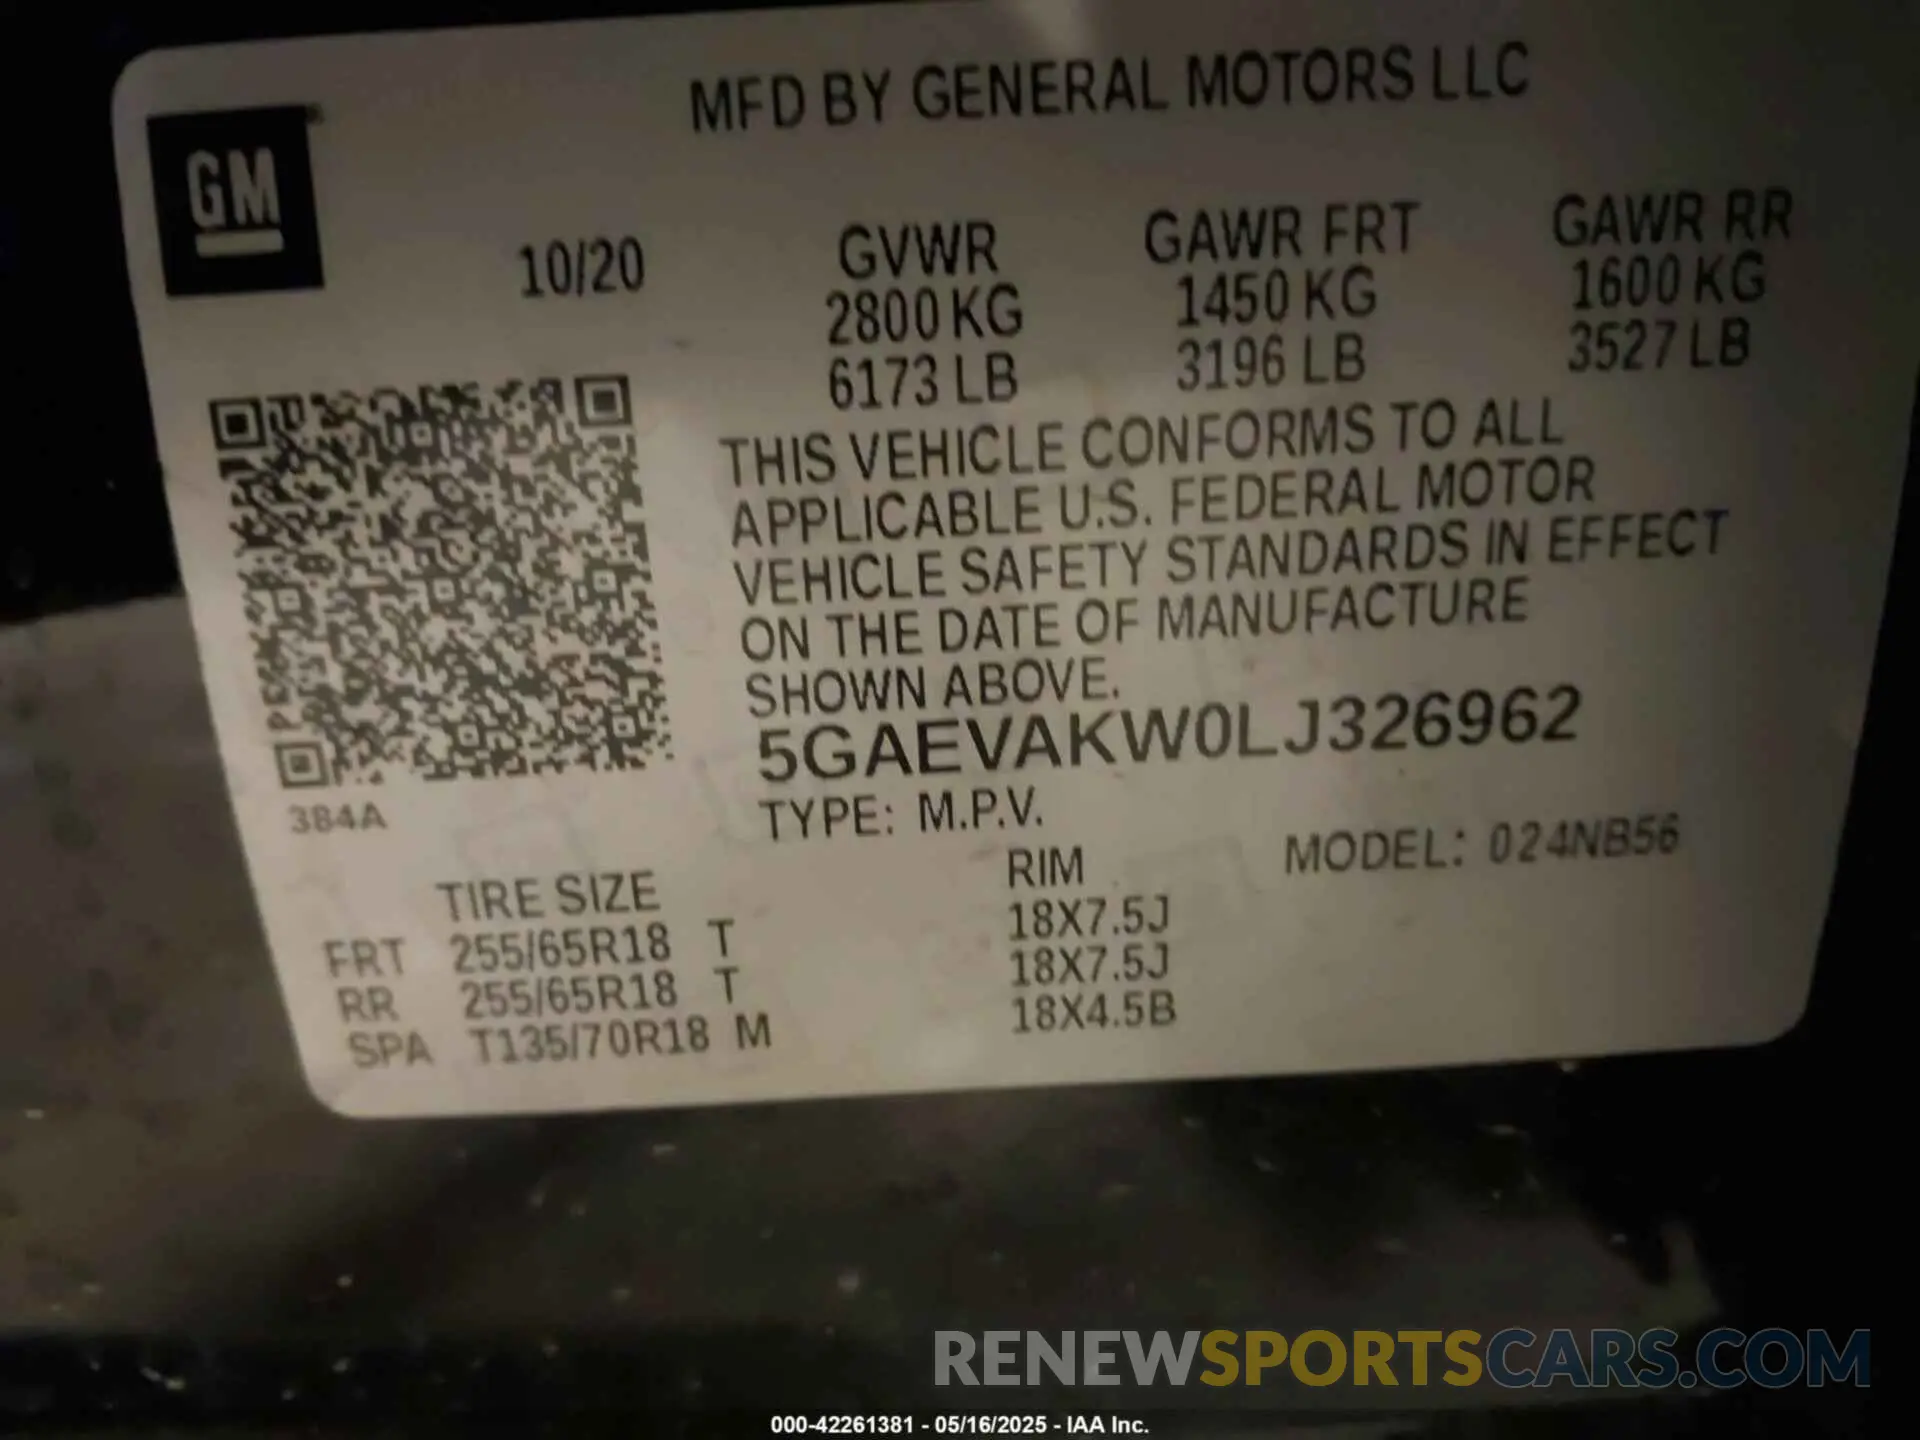 MFD BY GENERAL MOTORS LLC
GM
10/20
GVWR GAWR FRT GAWR RR
2800 KG 1450 KG 1600 KG
6173 LB 3196 LB 3527 LB
THIS VEHICLE CONFORMS TO ALL
APPLICABLE U.S. FEDERAL MOTOR
VEHICLE SAFETY STANDARDS IN EFFECT
ON THE DATE OF MANUFACTURE
SHOWN ABOVE.
5GAEVAKW0LJ326962
384A
TYPE: M.P.V.
MODEL: 024NB56
TIRE SIZE RIM
FRT 255/65R18 T 18X7.5J
RR 255/65R18 T 18X7.5J
SPA T135/70R18 M 18X4.5B
RENEWSPORTSCARS.COM
000-42261381 - 05/16/2025 - IAA Inc.